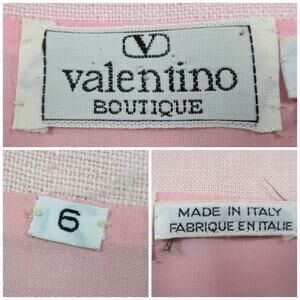 V
valentino
BOUTIQUE
6
MADE IN ITALY
FABRIQUE EN ITALIE